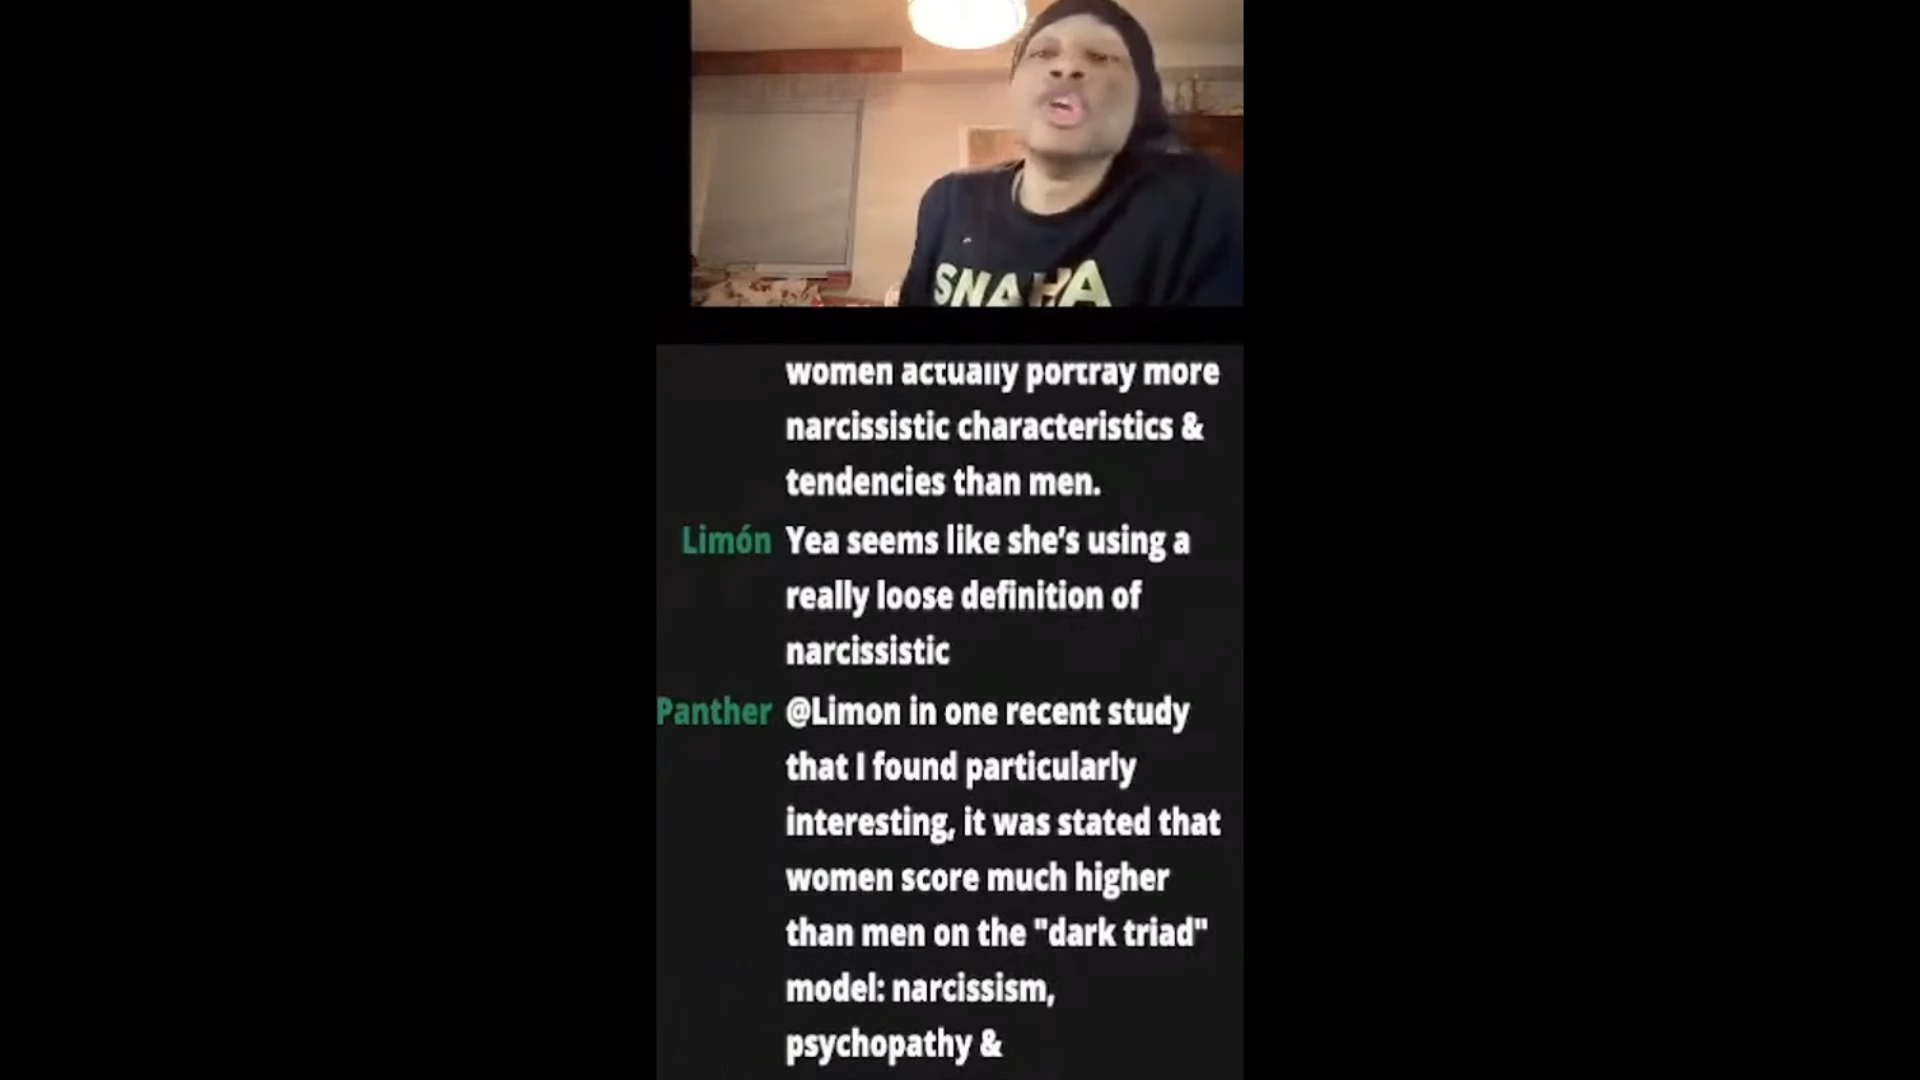 SNAHA
women actually portray more
narcissistic characteristics &
tendencies than men.
Limón Yea seems like she's using a
really loose definition of
narcissistic
Panther @Limon in one recent study
that I found particularly
interesting, it was stated that
women score much higher
than men on the "dark triad"
model: narcissism,
psychopathy &